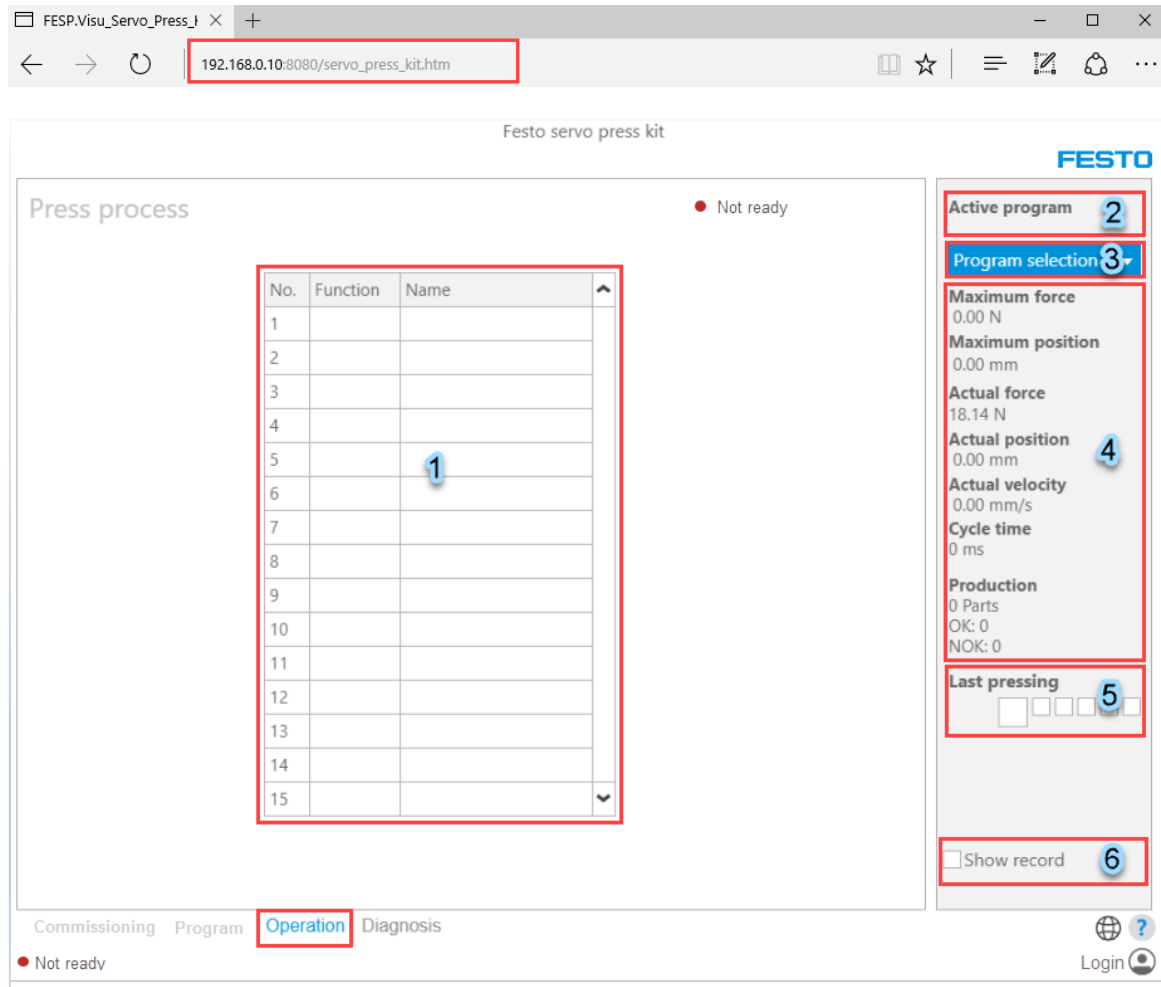 FESP.Visu_Servo_Press_k
192.168.0.10:8080/servo_press_kit.htm
Festo servo press kit
FESTO
Press process
Not ready
No. Function Name
1
2
3
4
5
6
7
8
9
10
11
12
13
14
15
1
Active program 2
Program selection 3
Maximum force
0.00 N
Maximum position
0.00 mm
Actual force
18.14 N
Actual position
0.00 mm
4
Actual velocity
0.00 mm/s
Cycle time
0 ms
Production
0 Parts
OK: 0
NOK: 0
Last pressing 5
Show record 6
Commissioning Program Operation Diagnosis
?
Not ready
Login